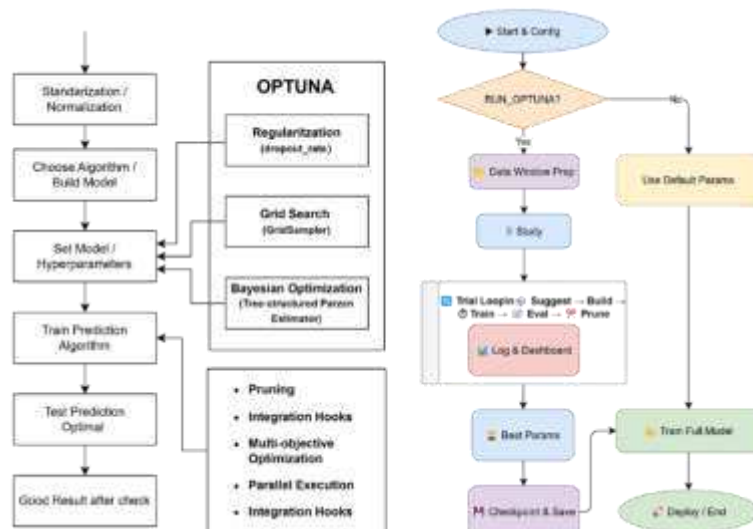 Standarization /
Normalization
Choose Algorithm /
Build Model
Set Model /
Hyperparameters
Train Prediction
Algorithm
Test Prediction
Optimal
Good Result after check
OPTUNA
Regularitzation
(dropout_rate)
Grid Search
(GridSampler)
Bayesian Optimization
(Tree-structured Parzen
Estimator)
• Pruning
• Integration Hooks
• Multi-objective
Optimization
• Parallel Execution
• Integration Hooks
Start & Config
RUN_OPTUNA?
No
Yes
Data Window Prep
Use Default Params
Study
Trial Loop: Suggest → Build →
Train → Eval → Prune
Log & Dashboard
Best Params
Train Full Model
Checkpoint & Save
Deploy / End